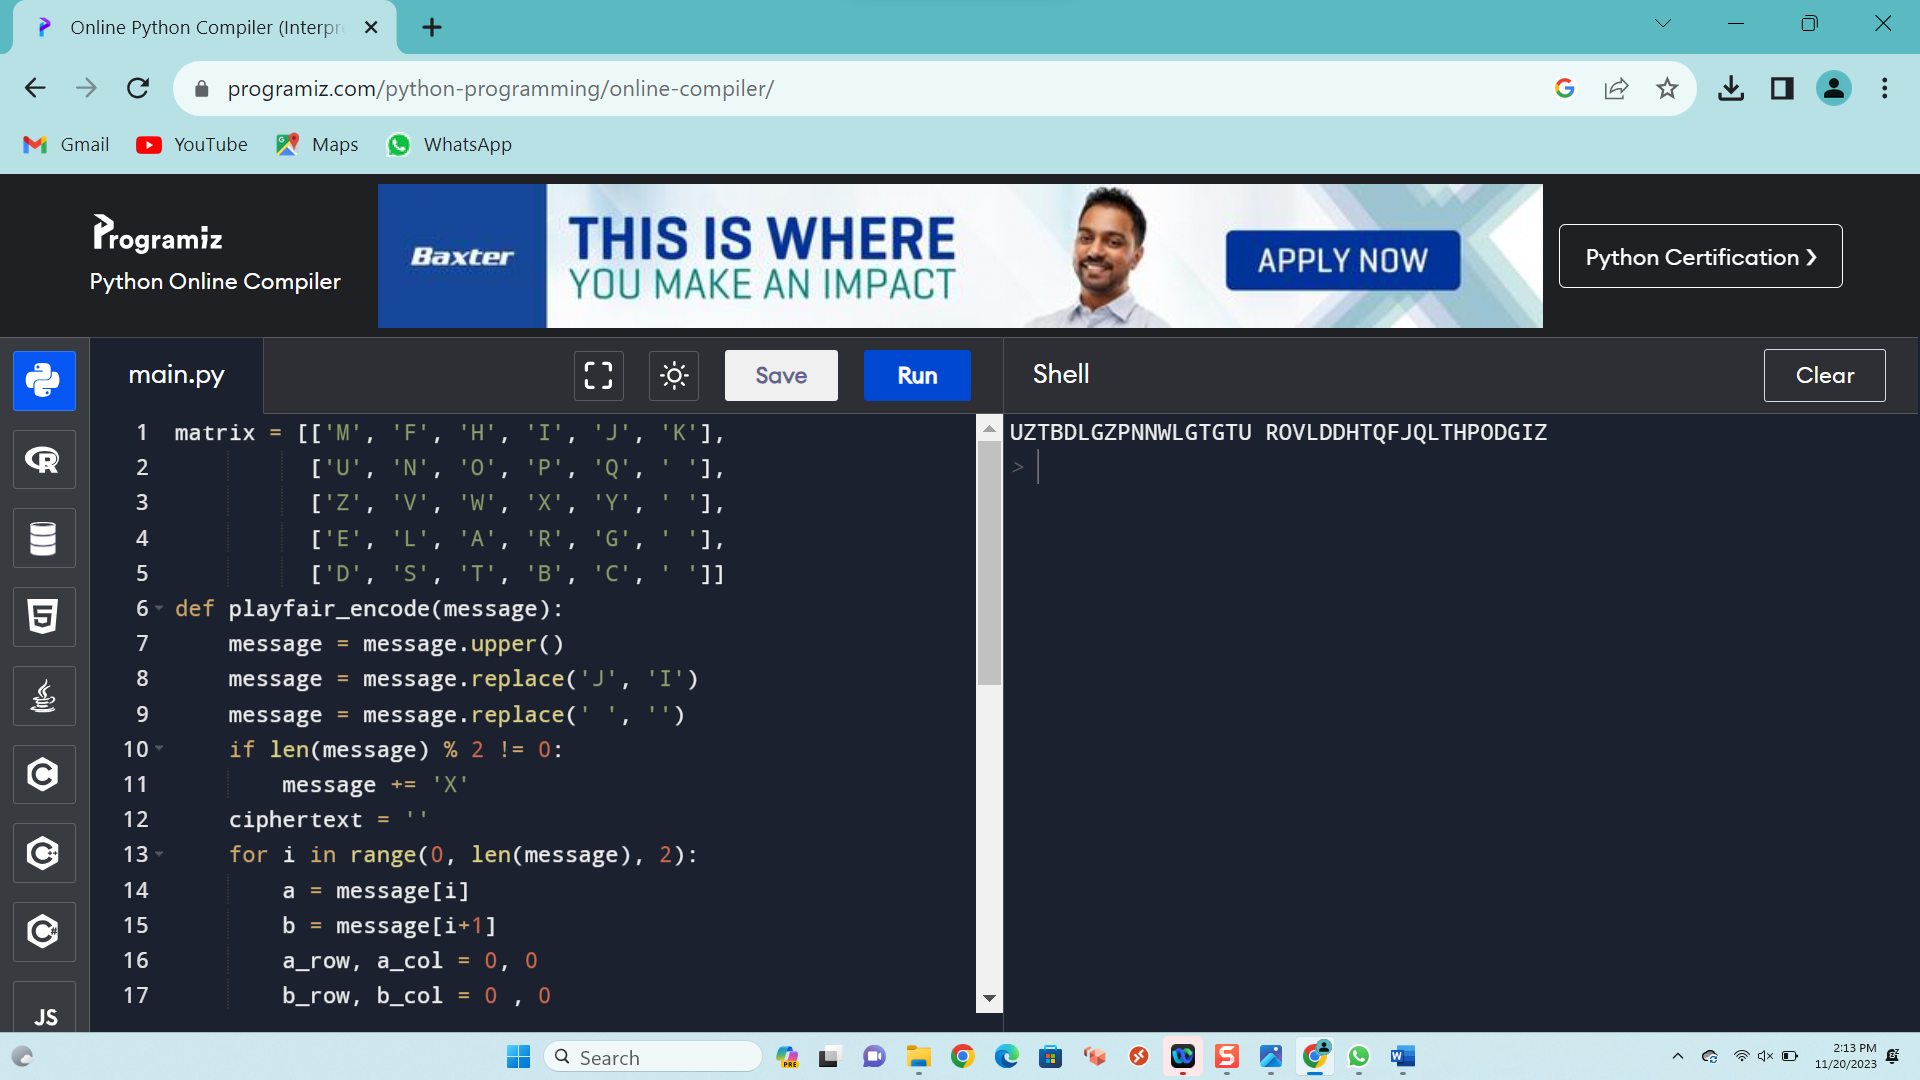 Online Python Compiler (Interpr
programiz.com/python-programming/online-compiler/
Gmail YouTube Maps WhatsApp
Programiz
Python Online Compiler
Baxter
THIS IS WHERE
YOU MAKE AN IMPACT
APPLY NOW
Python Certification ❯
main.py
Save
Run
Shell
Clear
1 matrix = [['M', 'F', 'H', 'I', 'J', 'K'],
2 ['U', 'N', 'O', 'P', 'Q', ' '],
3 ['Z', 'V', 'W', 'X', 'Y', ' '],
4 ['E', 'L', 'A', 'R', 'G', ' '],
5 ['D', 'S', 'T', 'B', 'C', ' ']]
6 def playfair_encode(message):
7 message = message.upper()
8 message = message.replace('J', 'I')
9 message = message.replace(' ', '')
10 if len(message) % 2 != 0:
11 message += 'X'
12 ciphertext = ''
13 for i in range(0, len(message), 2):
14 a = message[i]
15 b = message[i+1]
16 a_row, a_col = 0, 0
17 b_row, b_col = 0 , 0
UZTBDLGZPNNWLGTGTU ROVLDDHTQFJQLTHPODGIZ
>
JS
Search
PRE
2:13 PM
11/20/2023